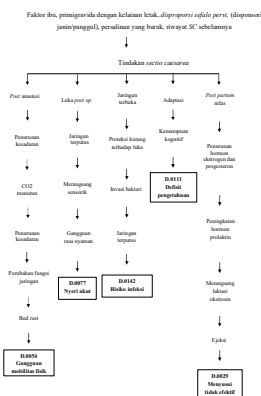 Faktor ibu, primigravida dengan kelainan letak, disproporsi safalo pervi, (disponorsi
janin/panggul), persalinan yang buruk, riwayat SC sebelumnya
Tindakan sectio caesarea
Post anastesi
Penurunan
kesadaran
CO2
menurun
Penurunan
kesadaran
Perubahan fungsi
jaringan
Bed rest
D.0054
Gangguan
mobilitas fisik
Luka post op
Jaringan
terputus
Merangsang
sensorik
Gangguan
rasa nyaman
D.0077
Nyeri akut
Jaringan
terbuka
Proteksi kurang
terhadap luka
Invasi bakteri
Jaringan
terputus
D.0142
Risiko infeksi
Adaptasi
Kemampuan
kognitif
D.0111
Defisit
pengetahuan
Post partum
nifas
Penurunan
hormon
ekstrogen dan
progesteron
Peningkatan
hormon
prolaktin
Merangsang
laktasi
oksitosin
Ejeksi
D.0029
Menyusui
tidak efektif